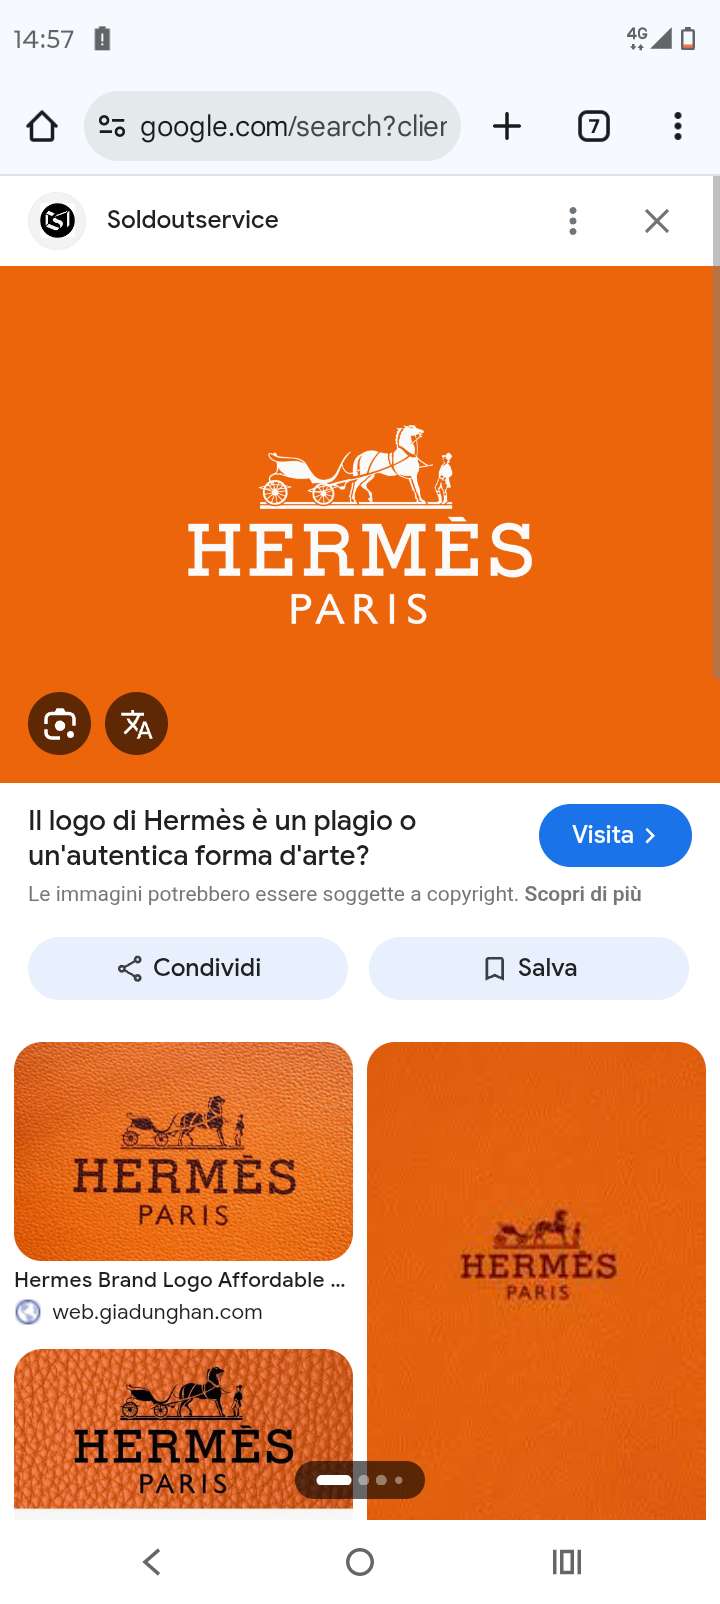 14:57
4G
google.com/search?clier
7
Soldoutservice
HERMÈS
PARIS
Il logo di Hermès è un plagio o
un'autentica forma d'arte?
Visita
Le immagini potrebbero essere soggette a copyright. Scopri di più
Condividi
Salva
HERMÈS
PARIS
HERMÈS
PARIS
Hermes Brand Logo Affordable ...
web.giadunghan.com
HERMÈS
PARIS